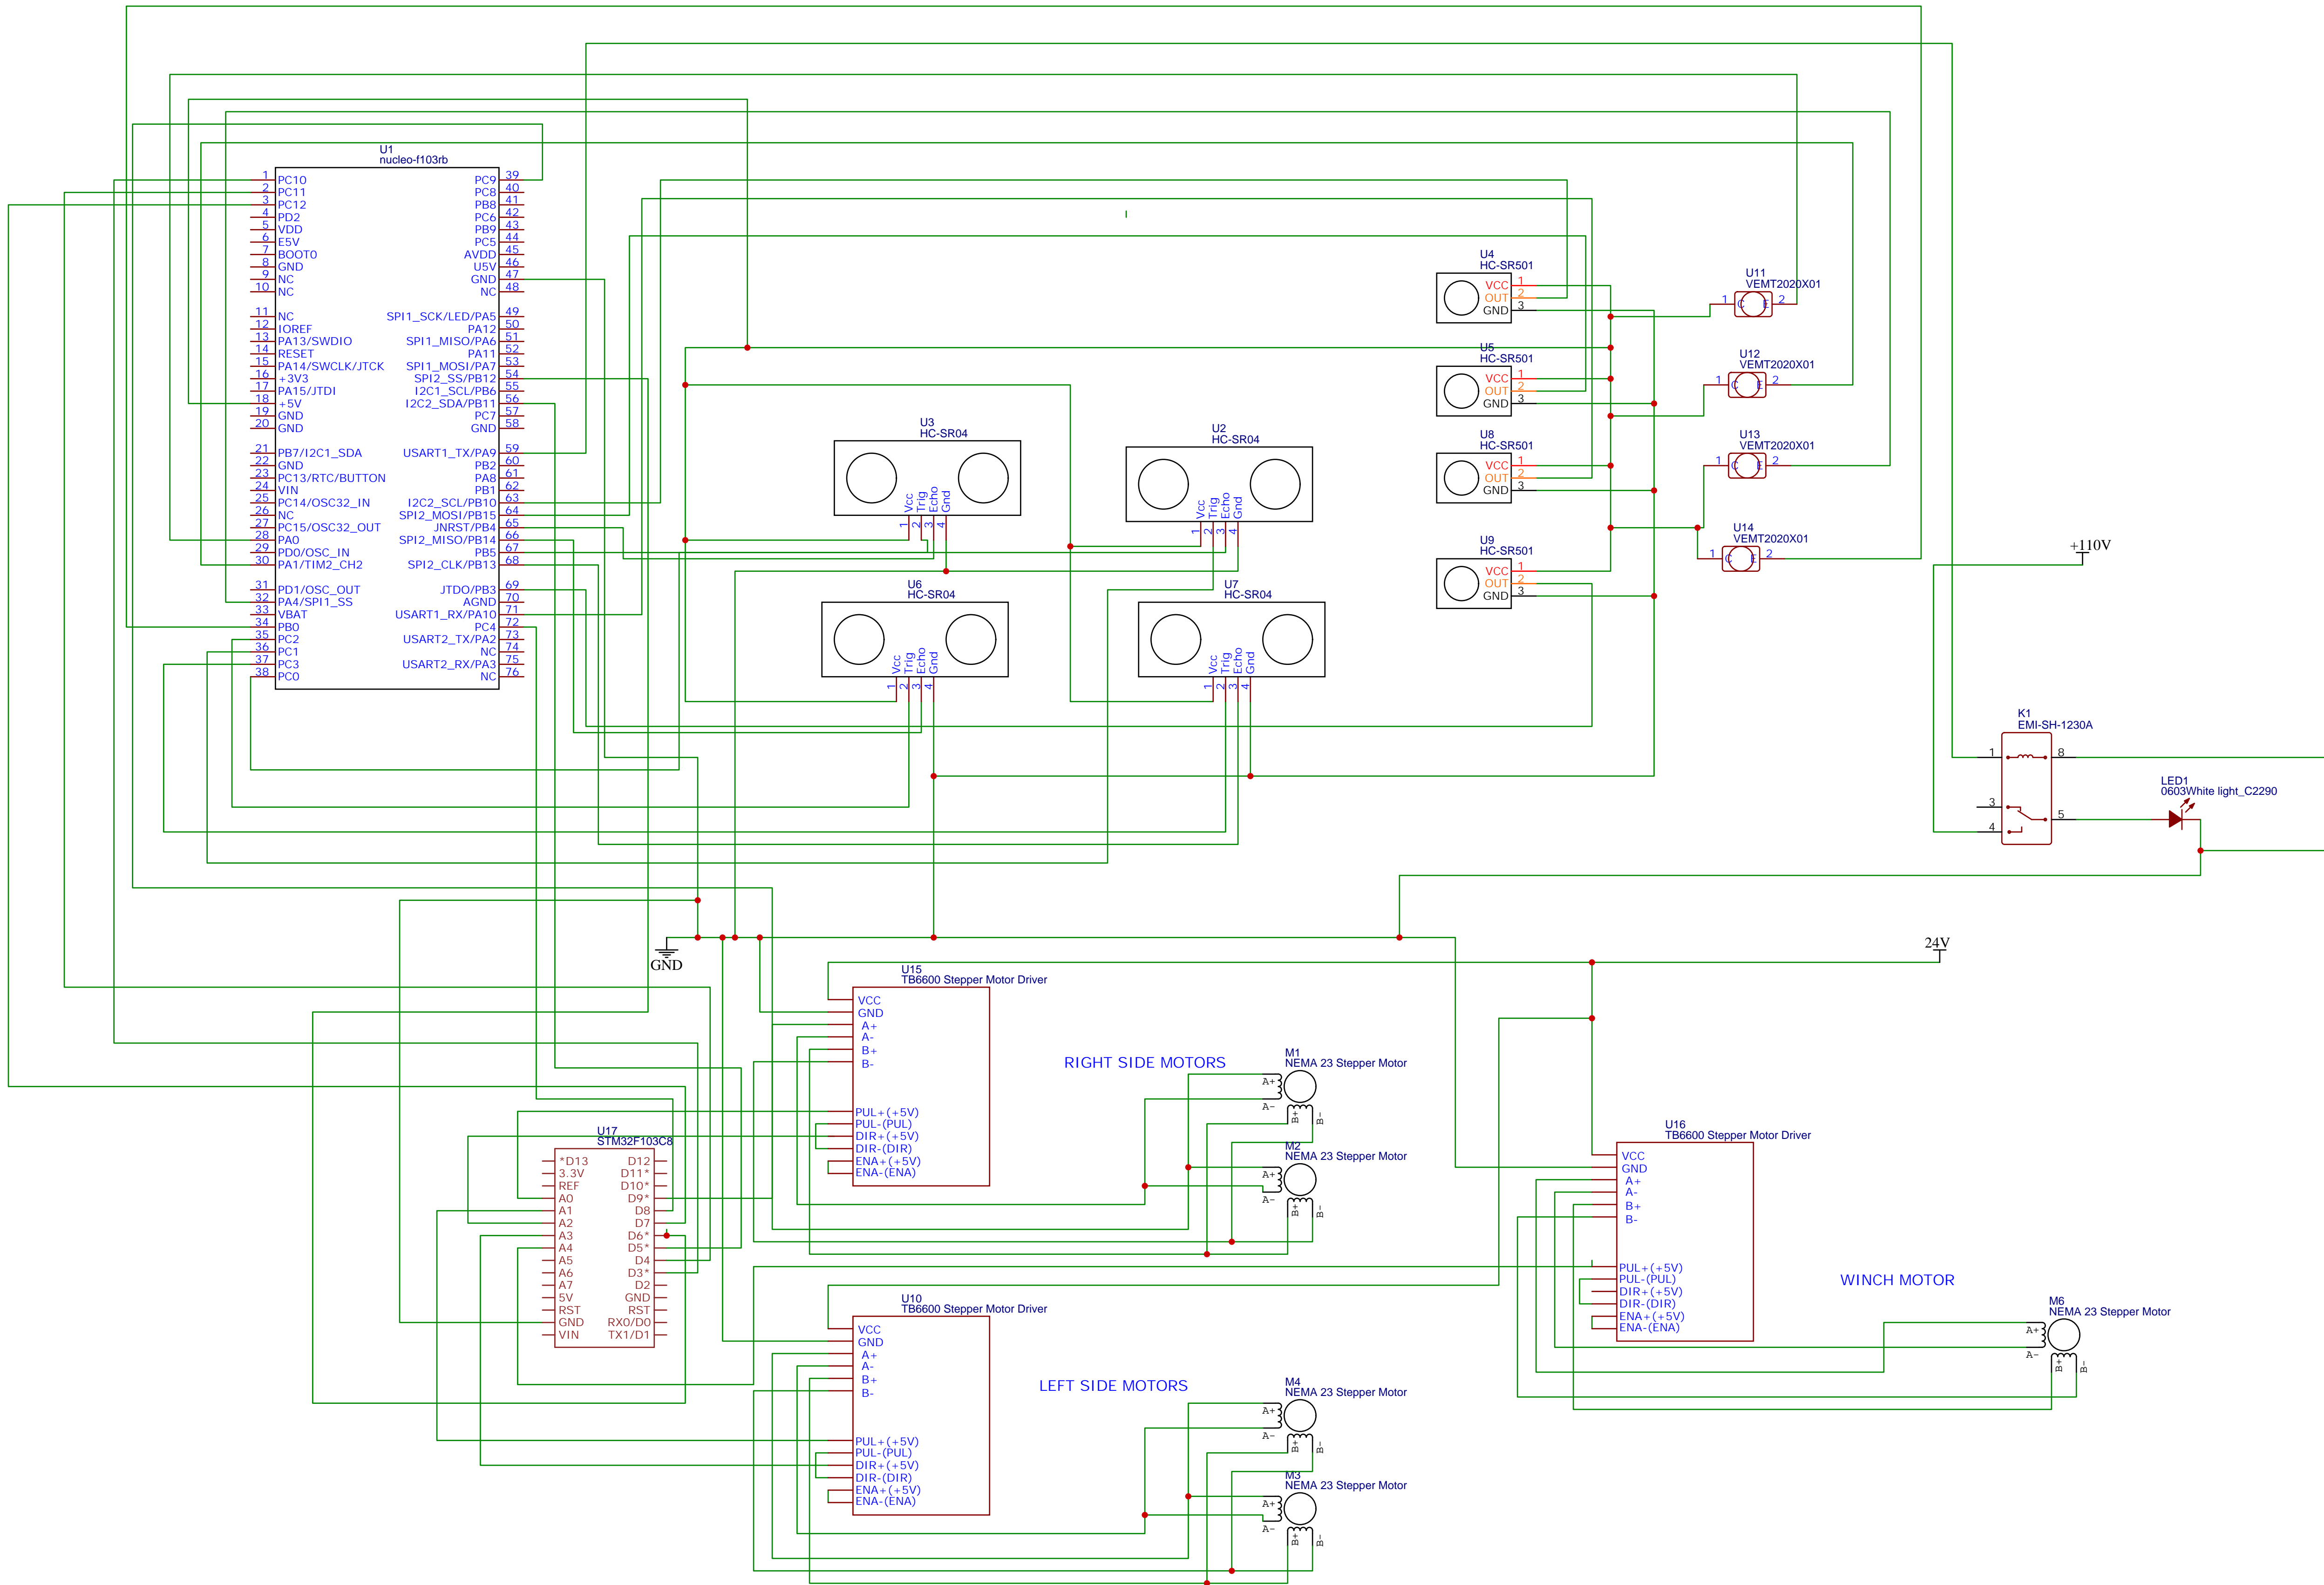 U1
nucleo-f103rb
1 PC10
2 PC11
3 PC12
4 PD2
5 VDD
6 E5V
7 BOOT0
8 GND
9 NC
10 NC
11 NC
12 IOREF
13 PA13/SWDIO
14 RESET
15 PA14/SWCLK/JTCK
16 +3V3
17 PA15/JTDI
18 +5V
19 GND
20 GND
21 PB7/I2C1_SDA
22 GND
23 PC13/RTC/BUTTON
24 VIN
25 PC14/OSC32_IN
26 NC
27 PC15/OSC32_OUT
28 PA0
29 PD0/OSC_IN
30 PA1/TIM2_CH2
31 PD1/OSC_OUT
32 PA4/SPI1_SS
33 VBAT
34 PB0
35 PC2
36 PC1
37 PC3
38 PC0
PC9 39
PC8 40
PB8 41
PC6 42
PB9 43
PC5 44
AVDD 45
U5V 46
GND 47
NC 48
SPI1_SCK/LED/PA5 49
PA12 50
SPI1_MISO/PA6 51
PA11 52
SPI1_MOSI/PA7 53
SPI2_SS/PB12 54
I2C1_SCL/PB6 55
I2C2_SDA/PB11 56
PC7 57
GND 58
USART1_TX/PA9 59
PB2 60
PA8 61
PB1 62
I2C2_SCL/PB10 63
SPI2_MOSI/PB15 64
JNRST/PB4 65
SPI2_MISO/PB14 66
PB5 67
SPI2_CLK/PB13 68
JTDO/PB3 69
AGND 70
USART1_RX/PA10 71
PC4 72
USART2_TX/PA2 73
NC 74
USART2_RX/PA3 75
NC 76
U3
HC-SR04
Vcc Trig Echo Gnd
1 2 3 4
U2
HC-SR04
Vcc Trig Echo Gnd
1 2 3 4
U6
HC-SR04
Vcc Trig Echo Gnd
1 2 3 4
U7
HC-SR04
Vcc Trig Echo Gnd
1 2 3 4
U4
HC-SR501
VCC 1
OUT 2
GND 3
U5
HC-SR501
VCC 1
OUT 2
GND 3
U8
HC-SR501
VCC 1
OUT 2
GND 3
U9
HC-SR501
VCC 1
OUT 2
GND 3
U11
VEMT2020X01
1 C E 2
U12
VEMT2020X01
1 C E 2
U13
VEMT2020X01
1 C E 2
U14
VEMT2020X01
1 C E 2
+110V
K1
EMI-SH-1230A
1 8
3
4 5
LED1
0603White light_C2290
GND
24V
U15
TB6600 Stepper Motor Driver
VCC
GND
A+
A-
B+
B-
PUL+(+5V)
PUL-(PUL)
DIR+(+5V)
DIR-(DIR)
ENA+(+5V)
ENA-(ENA)
RIGHT SIDE MOTORS
M1
NEMA 23 Stepper Motor
A+
A-
B+ B-
M2
NEMA 23 Stepper Motor
A+
A-
B+ B-
U17
STM32F103C8
*D13 D12
3.3V D11*
REF D10*
A0 D9*
A1 D8
A2 D7
A3 D6*
A4 D5*
A5 D4
A6 D3*
A7 D2
5V GND
RST RST
GND RX0/D0
VIN TX1/D1
U16
TB6600 Stepper Motor Driver
VCC
GND
A+
A-
B+
B-
PUL+(+5V)
PUL-(PUL)
DIR+(+5V)
DIR-(DIR)
ENA+(+5V)
ENA-(ENA)
WINCH MOTOR
M6
NEMA 23 Stepper Motor
A+
A-
B+ B-
U10
TB6600 Stepper Motor Driver
VCC
GND
A+
A-
B+
B-
PUL+(+5V)
PUL-(PUL)
DIR+(+5V)
DIR-(DIR)
ENA+(+5V)
ENA-(ENA)
LEFT SIDE MOTORS
M4
NEMA 23 Stepper Motor
A+
A-
B+ B-
M3
NEMA 23 Stepper Motor
A+
A-
B+ B-